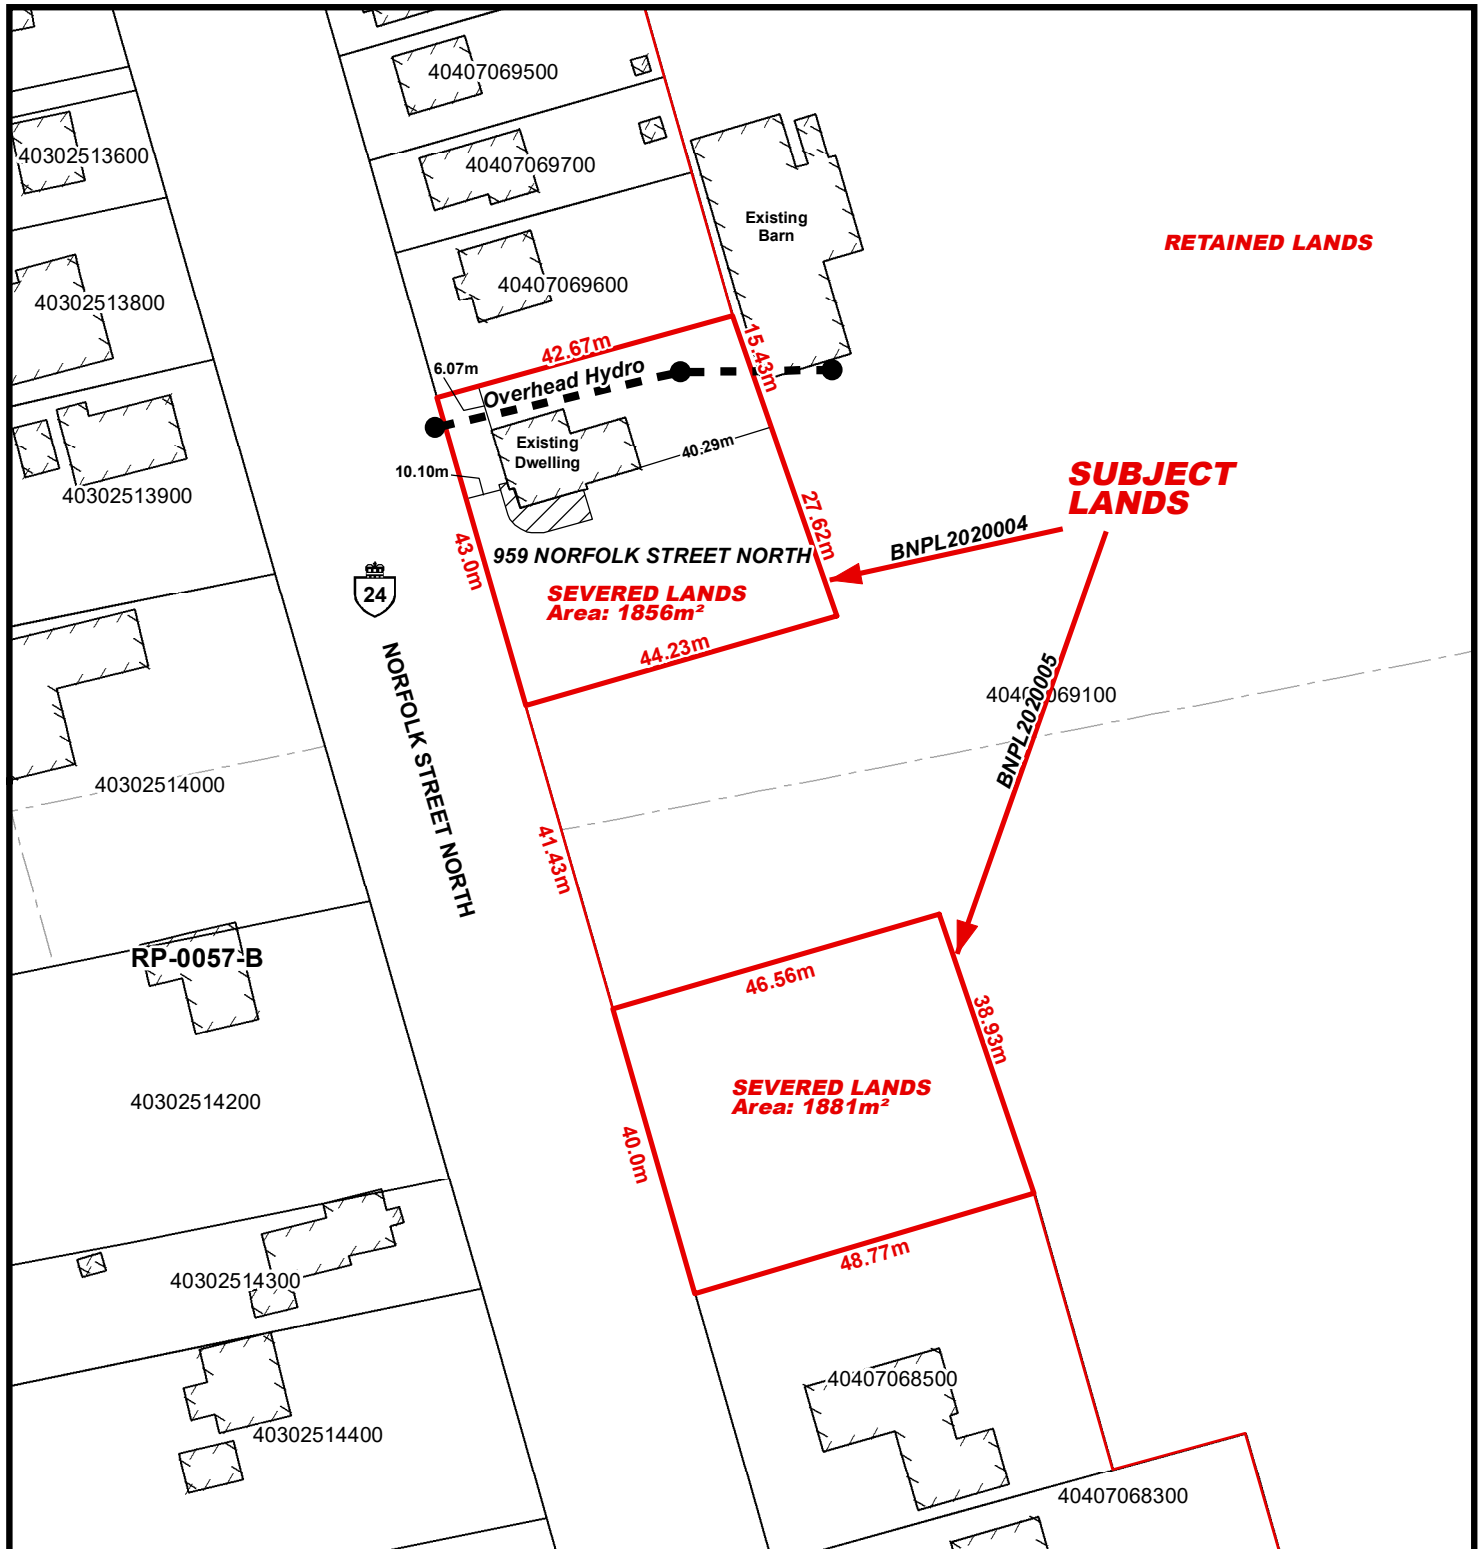 40407069500
40302513600
40407069700
Existing
Barn
RETAINED LANDS
40407069600
40302513800
42.67m
15.43m
6.07m
Overhead Hydro
Existing
Dwelling
40.29m
10.10m
SUBJECT
LANDS
40302513900
27.62m
BNPL2020004
43.0m
959 NORFOLK STREET NORTH
24
SEVERED LANDS
Area: 1856m²
44.23m
NORFOLK STREET NORTH
BNPL2020005
40407069100
40302514000
41.43m
RP-0057-B
46.56m
38.93m
SEVERED LANDS
Area: 1881m²
40302514200
40.0m
48.77m
40302514300
40407068500
40302514400
40407068300